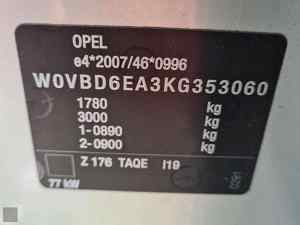 OPEL
e4*2007/46*0996
W0VBD6EA3KG353060
1780 kg
3000 kg
1-0890 kg
2-0900 kg
Z 176 TAQE I19
77 kW